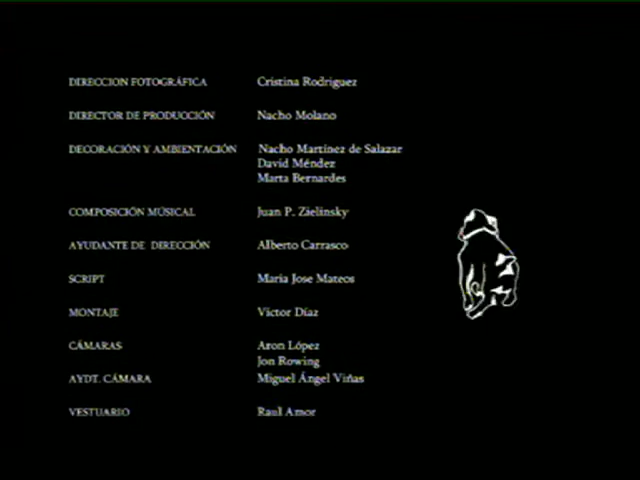 DIRECCION FOTOGRÁFICA Cristina Rodríguez
DIRECTOR DE PRODUCCIÓN Nacho Molano
DECORACIÓN Y AMBIENTACIÓN Nacho Martínez de Salazar
David Méndez
Marta Bernardes
COMPOSICIÓN MÚSICAL Juan P. Zielinsky
AYUDANTE DE DIRECCIÓN Alberto Carrasco
SCRIPT María Jose Mateos
MONTAJE Víctor Díaz
CÁMARAS Aron López
Jon Rowing
AYDT. CÁMARA Miguel Ángel Viñas
VESTUARIO Raul Amor